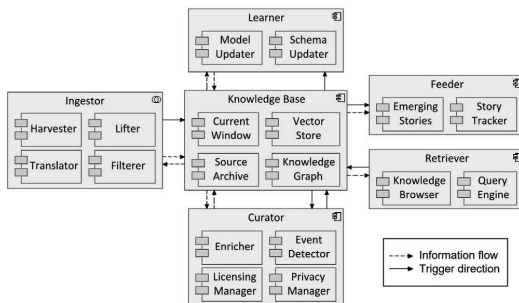 Learner
Model
Updater
Schema
Updater
Ingestor
Harvester
Lifter
Translator
Filterer
Knowledge Base
Current
Window
Vector
Store
Source
Archive
Knowledge
Graph
Feeder
Emerging
Stories
Story
Tracker
Retriever
Knowledge
Browser
Query
Engine
Curator
Enricher
Event
Detector
Licensing
Manager
Privacy
Manager
Information flow
Trigger direction